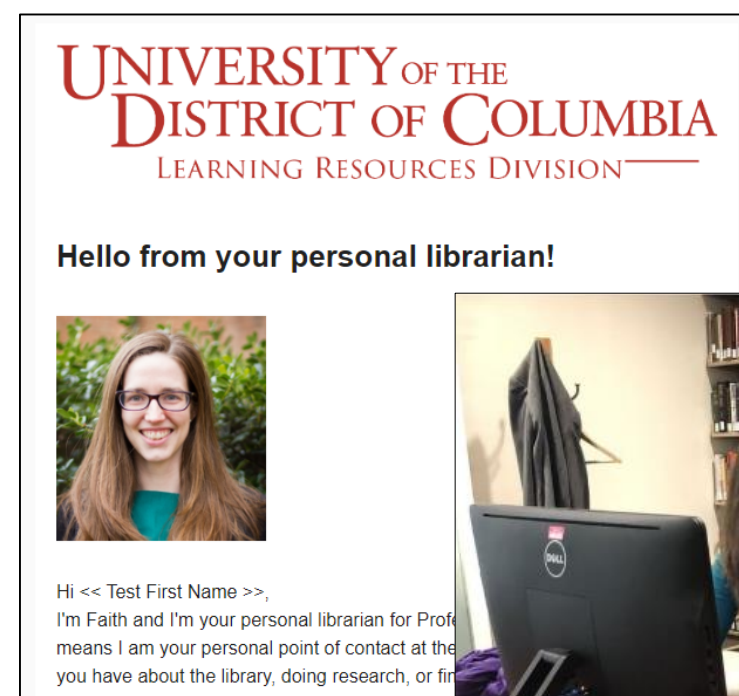 UNIVERSITY OF THE
DISTRICT OF COLUMBIA
LEARNING RESOURCES DIVISION
Hello from your personal librarian!
Hi << Test First Name >>,
I'm Faith and I'm your personal librarian for
means I am your personal point of contact at the
you have about the library, doing research, or
DELL